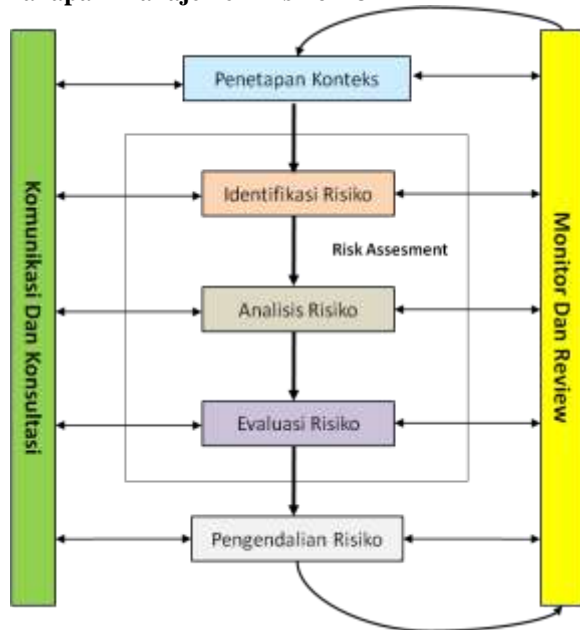 Penetapan Konteks
Identifikasi Risiko
Risk Assesment
Analisis Risiko
Evaluasi Risiko
Pengendalian Risiko
Komunikasi Dan Konsultasi
Monitor Dan Review